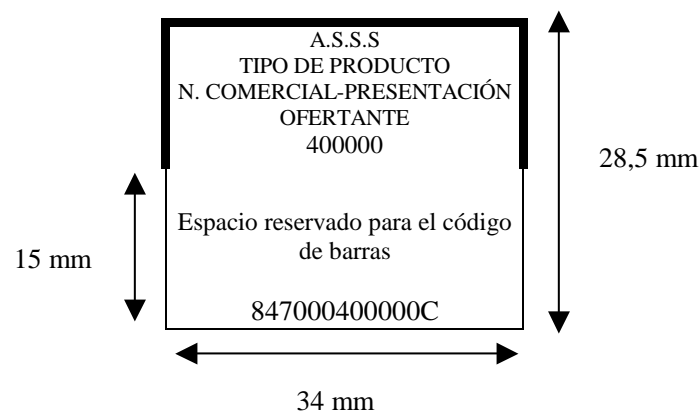 A.S.S.S
TIPO DE PRODUCTO
N. COMERCIAL-PRESENTACIÓN
OFERTANTE
400000
28,5 mm
Espacio reservado para el código
de barras
15 mm
847000400000C
34 mm